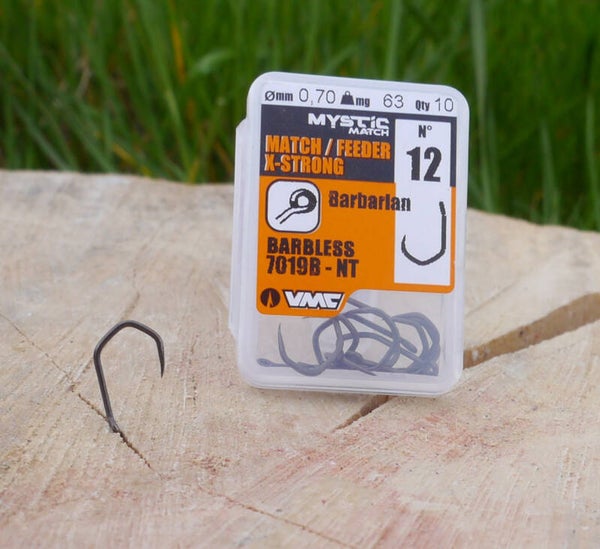 Ømm 0,70 mg 63 Qty 10
MYSTIC
MATCH
N°
12
MATCH / FEEDER
X-STRONG
Barbarian
BARBLESS
7019B - NT
VMC